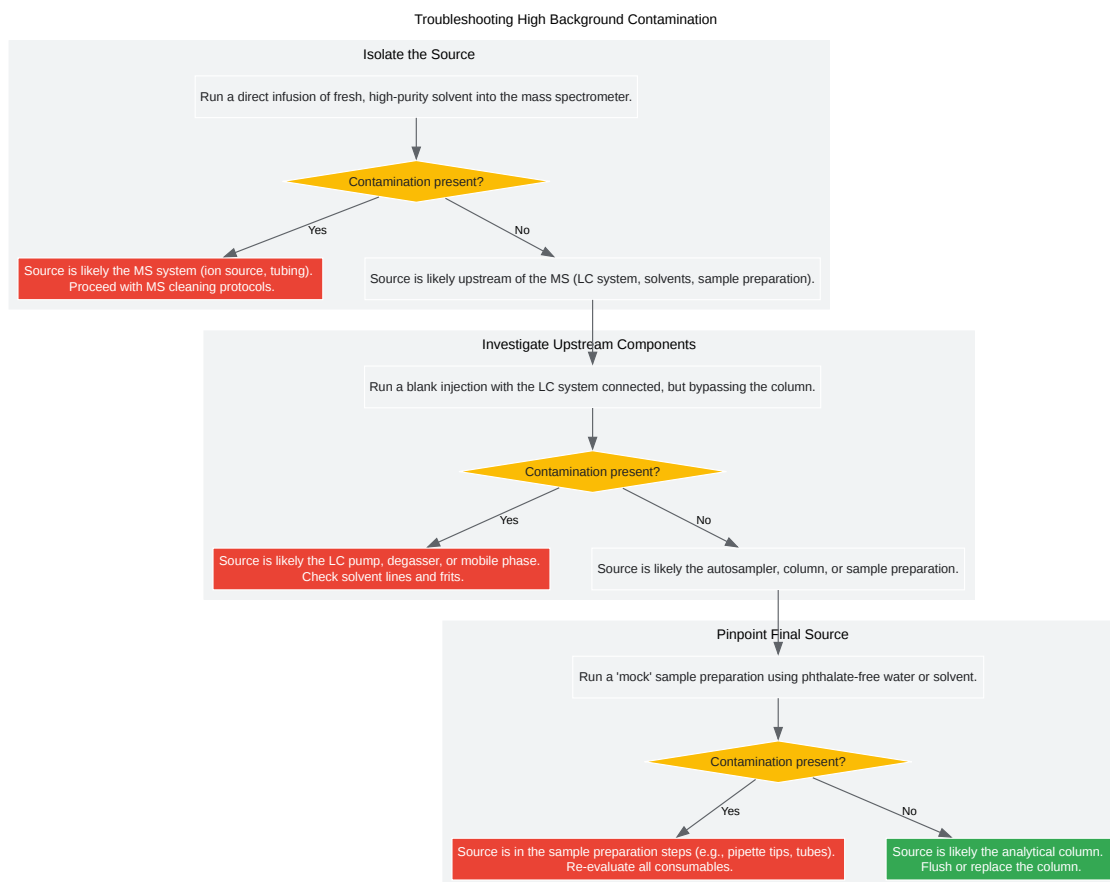 Troubleshooting High Background Contamination
Isolate the Source
Run a direct infusion of fresh, high-purity solvent into the mass spectrometer.
Contamination present?
Yes
No
Source is likely the MS system (ion source, tubing).
Proceed with MS cleaning protocols.
Source is likely upstream of the MS (LC system, solvents, sample preparation).
Investigate Upstream Components
Run a blank injection with the LC system connected, but bypassing the column.
Contamination present?
Yes
No
Source is likely the LC pump, degasser, or mobile phase.
Check solvent lines and frits.
Source is likely the autosampler, column, or sample preparation.
Pinpoint Final Source
Run a 'mock' sample preparation using phthalate-free water or solvent.
Contamination present?
Yes
No
Source is in the sample preparation steps (e.g., pipette tips, tubes).
Re-evaluate all consumables.
Source is likely the analytical column.
Flush or replace the column.